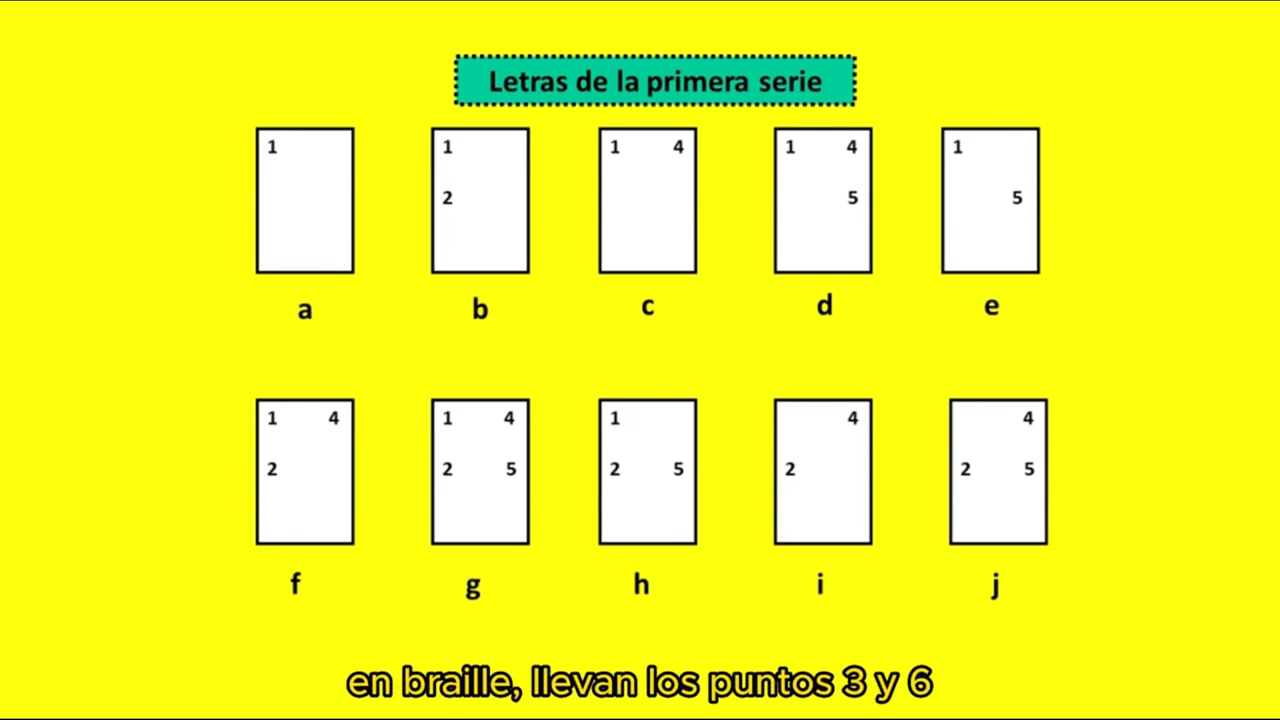 Letras de la primera serie
1 1 1 4 1 4 1
2 5 5
a b c d e
1 4 1 4 1 4 4
2 2 5 2 5 2 2 5
f g h i j
en braille, llevan los puntos 3 y 6